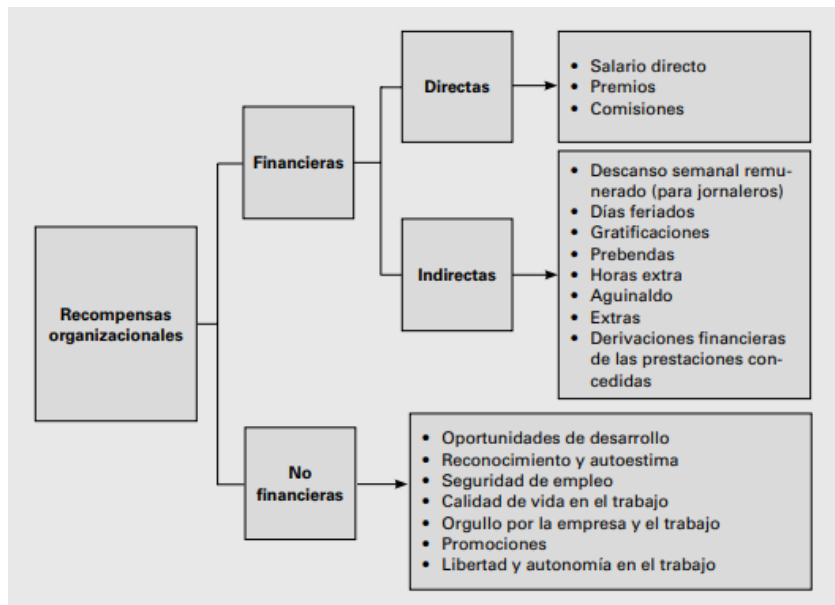 Recompensas
organizacionales
Financieras
Directas
• Salario directo
• Premios
• Comisiones
Indirectas
• Descanso semanal remu-
nerado (para jornaleros)
• Días feriados
• Gratificaciones
• Prebendas
• Horas extra
• Aguinaldo
• Extras
• Derivaciones financieras
de las prestaciones con-
cedidas
No
financieras
• Oportunidades de desarrollo
• Reconocimiento y autoestima
• Seguridad de empleo
• Calidad de vida en el trabajo
• Orgullo por la empresa y el trabajo
• Promociones
• Libertad y autonomía en el trabajo